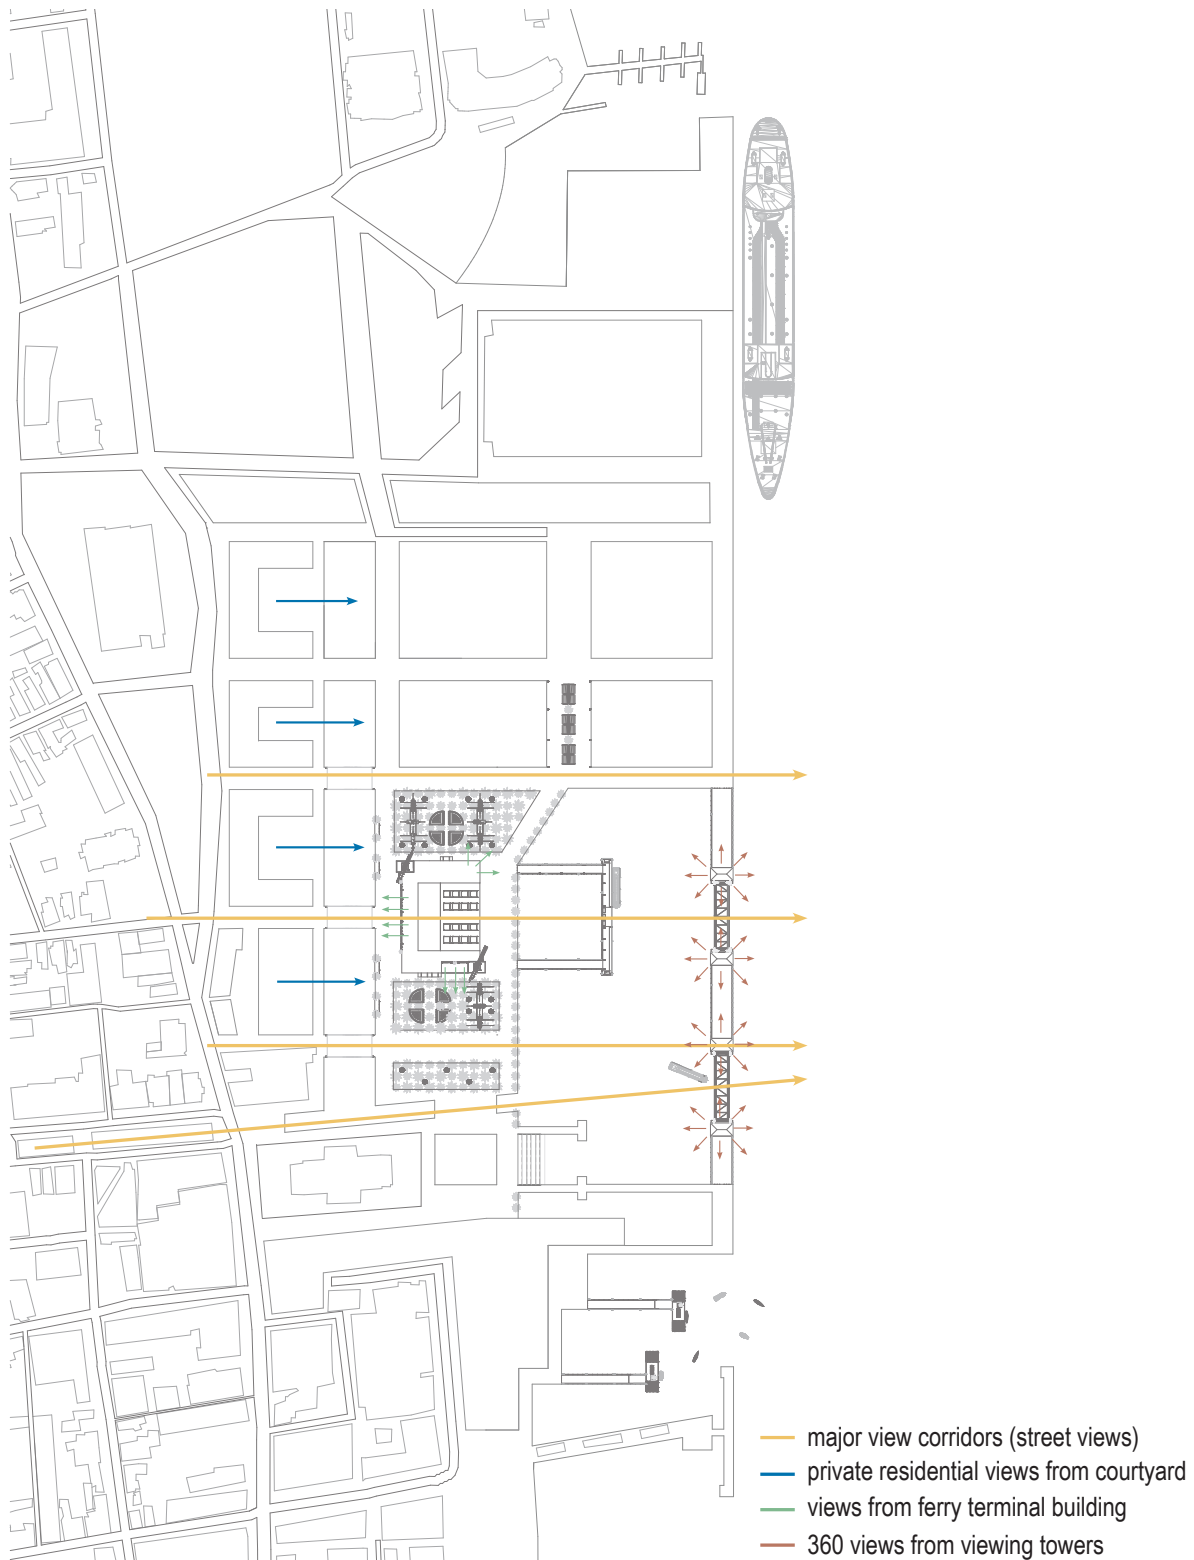 major view corridors (street views)
private residential views from courtyard
views from ferry terminal building
360 views from viewing towers